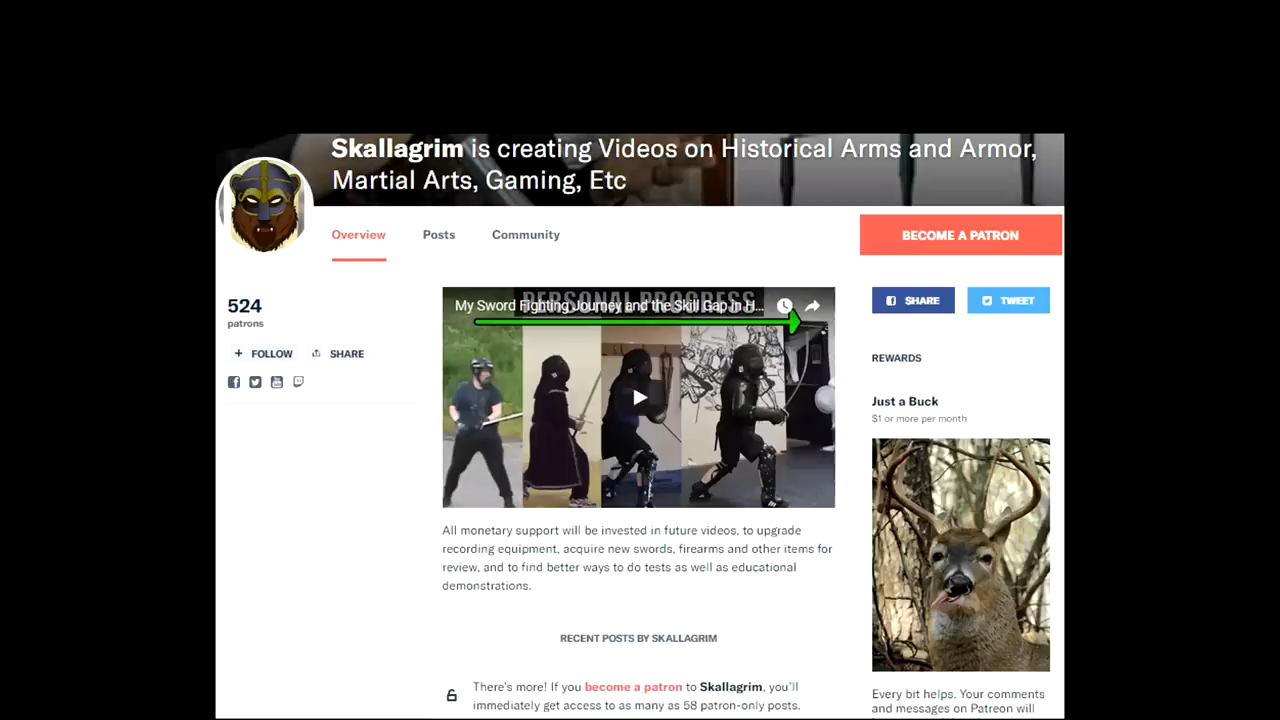 Skallagrim is creating Videos on Historical Arms and Armor,
Martial Arts, Gaming, Etc
Overview
Posts
Community
BECOME A PATRON
524
patrons
+ FOLLOW
SHARE
PERSONAL PROGRESS
My Sword Fighting Journey and the Skill Gap in H...
SHARE
TWEET
REWARDS
Just a Buck
$1 or more per month
All monetary support will be invested in future videos, to upgrade
recording equipment, acquire new swords, firearms and other items for
review, and to find better ways to do tests as well as educational
demonstrations.
RECENT POSTS BY SKALLAGRIM
There's more! If you become a patron to Skallagrim, you'll
immediately get access to as many as 58 patron-only posts.
Every bit helps. Your comments
and messages on Patreon will